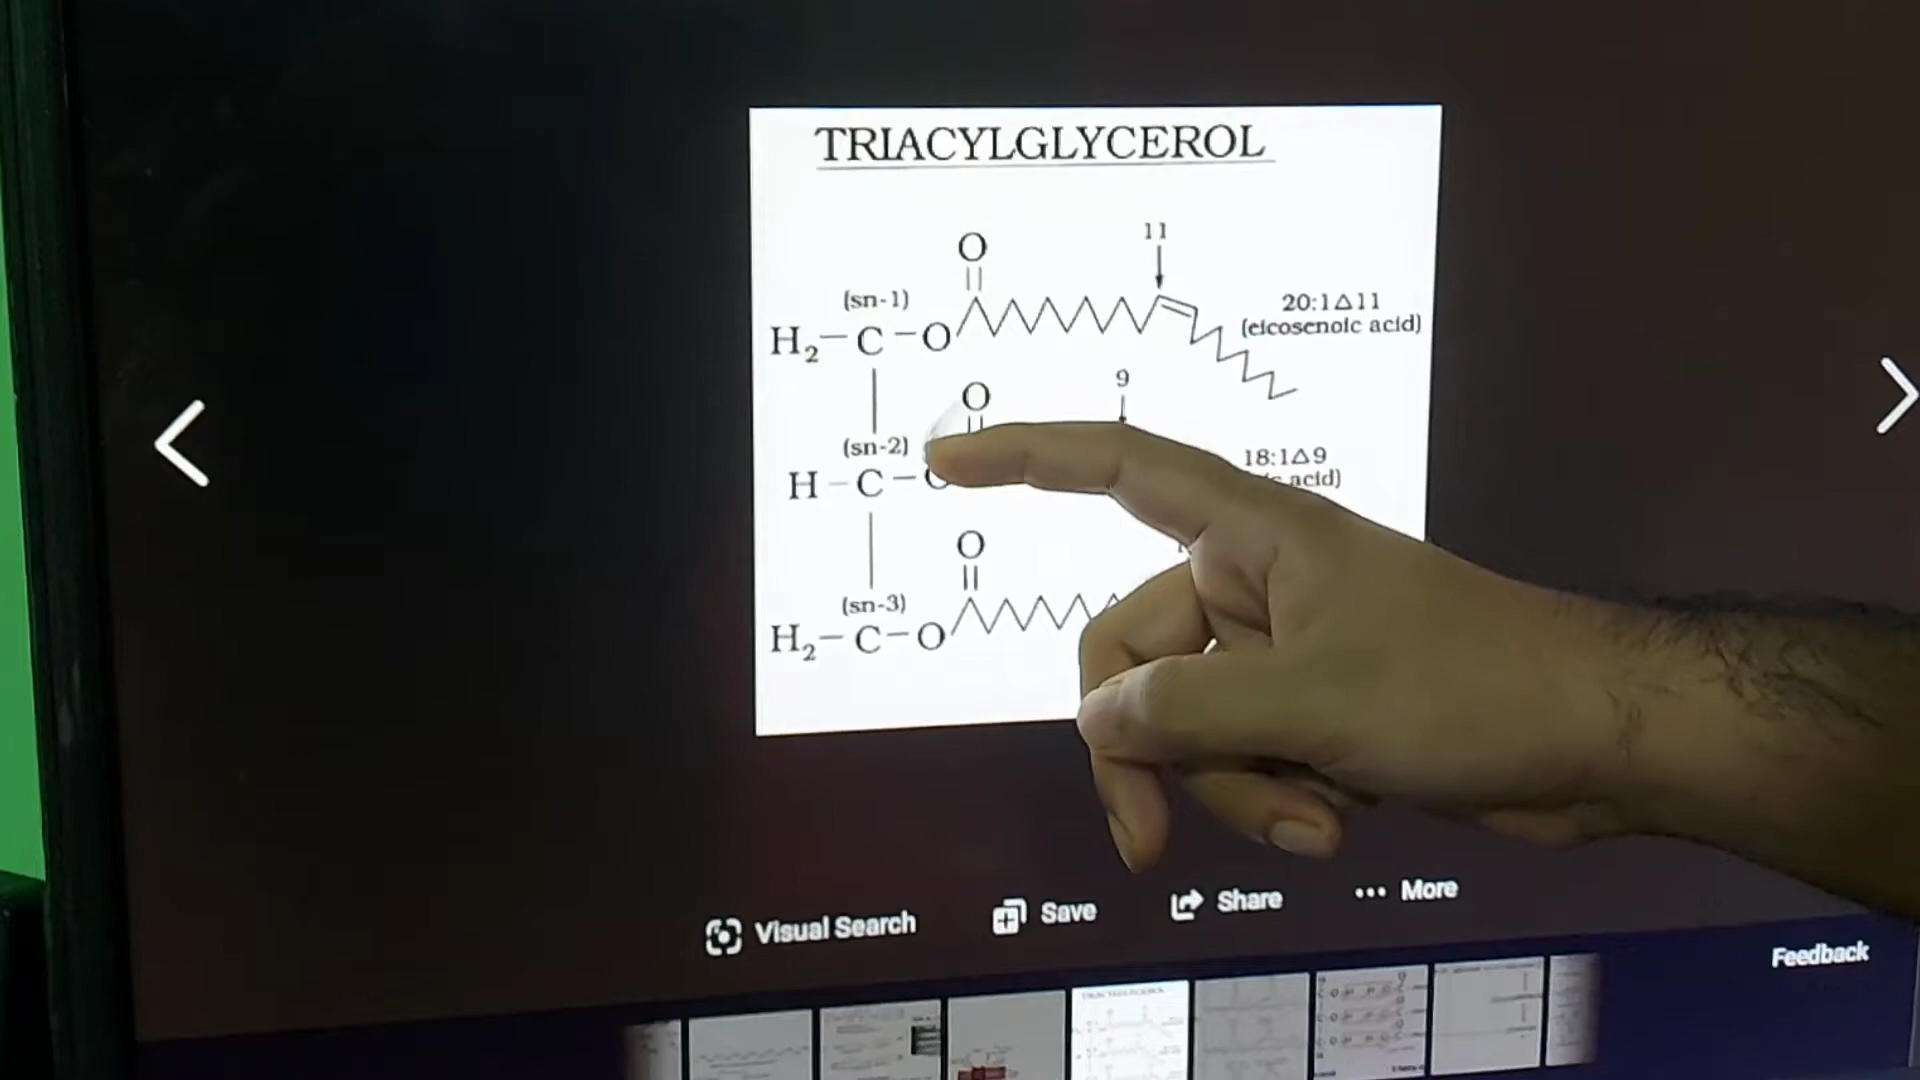 TRIACYLGLYCEROL
11
O
(sn-1)
H2-C-O
20:1Δ11
(eicosenoic acid)
9
O
(sn-2)
H-C-
18:1Δ9
acid)
O
(sn-3)
H2-C-O
Visual Search
Save
Share
More
Feedback